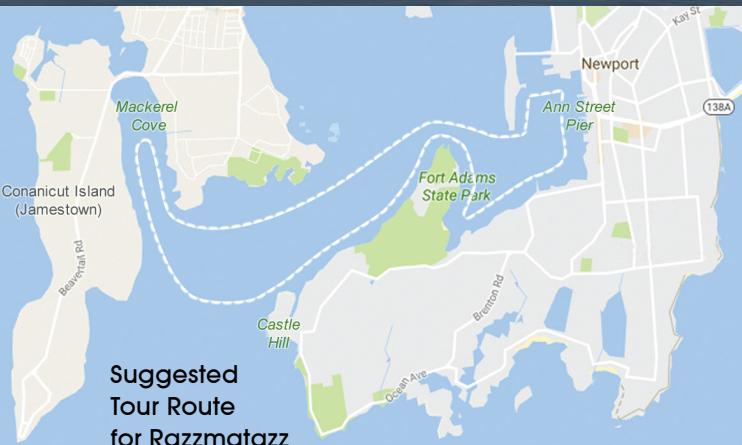 Kay St
Newport
138A
Mackerel
Cove
Ann Street
Pier
Fort Adams
State Park
Conanicut Island
(Jamestown)
Beavertail Rd
Brenton Rd
Castle
Hill
Ocean Ave
Suggested
Tour Route
for Razzmatazz